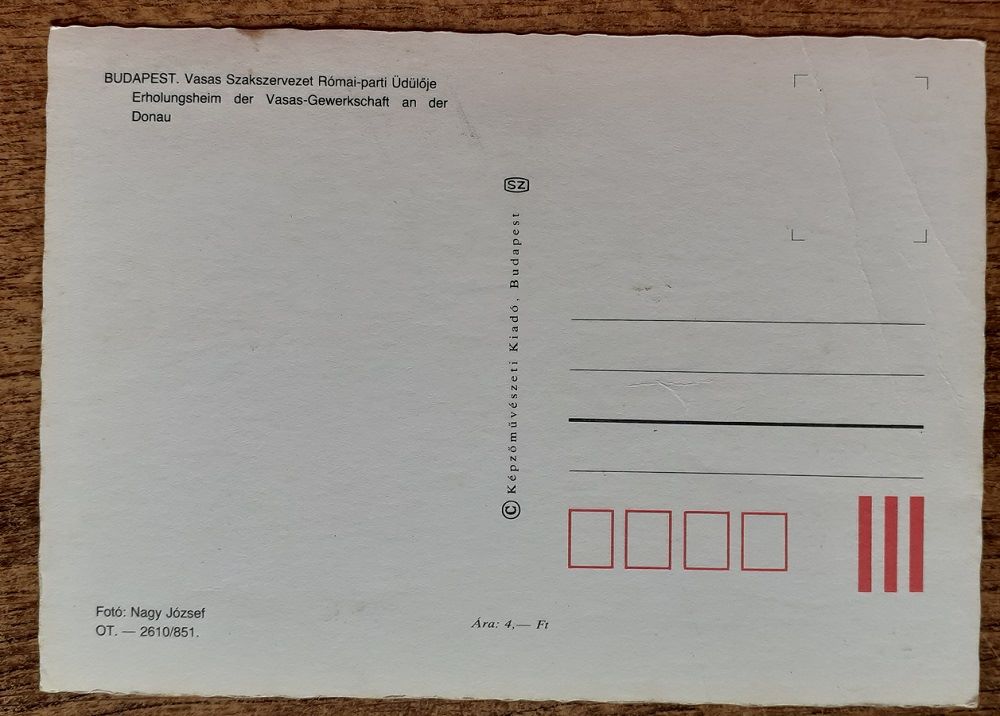 BUDAPEST. Vasas Szakszervezet Római-parti Üdülője
Erholungsheim der Vasas-Gewerkschaft an der
Donau
SZ
© Képzőművészeti Kiadó, Budapest
Fotó: Nagy József
OT. — 2610/851.
Ára: 4,— Ft